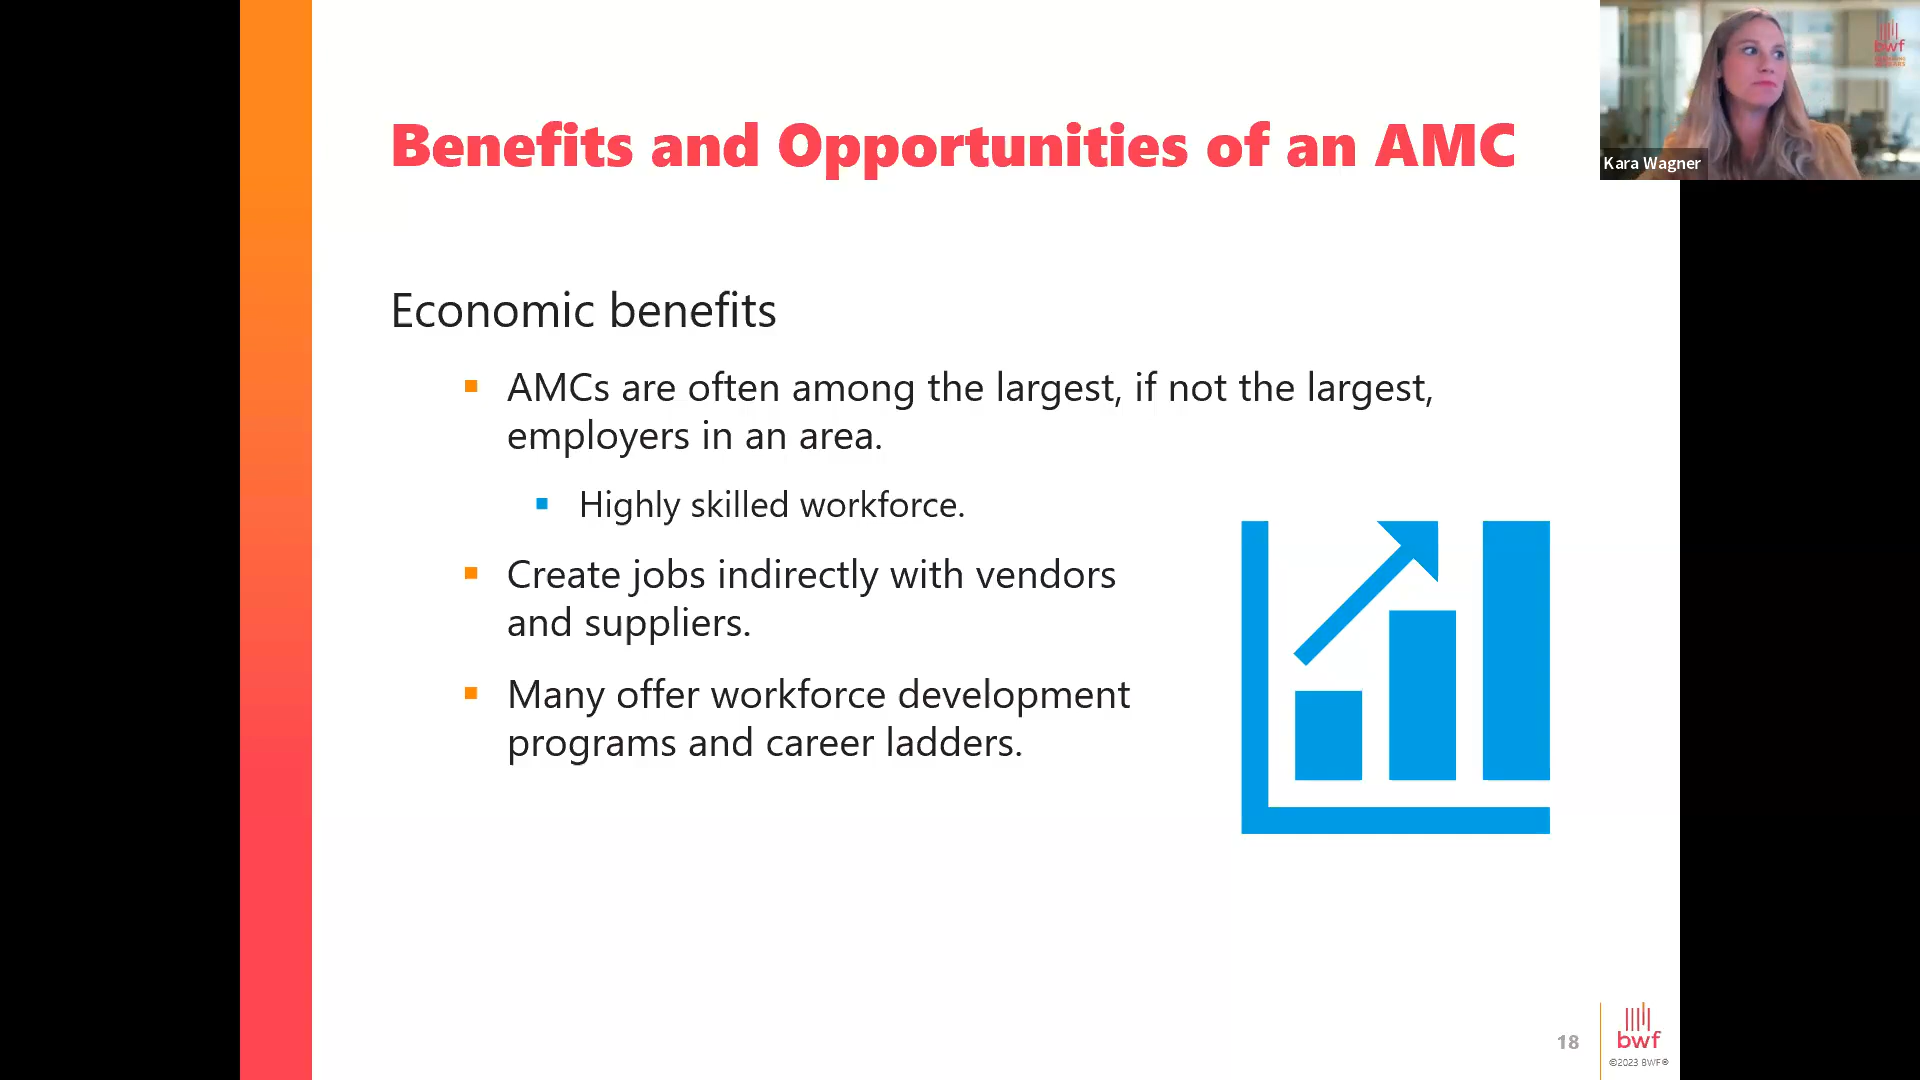 Benefits and Opportunities of an AMC
Economic benefits
AMCs are often among the largest, if not the largest,
employers in an area.
Highly skilled workforce.
Create jobs indirectly with vendors
and suppliers.
Many offer workforce development
programs and career ladders.
bwf
Kara Wagner
18
bwf
©2023 BWF®